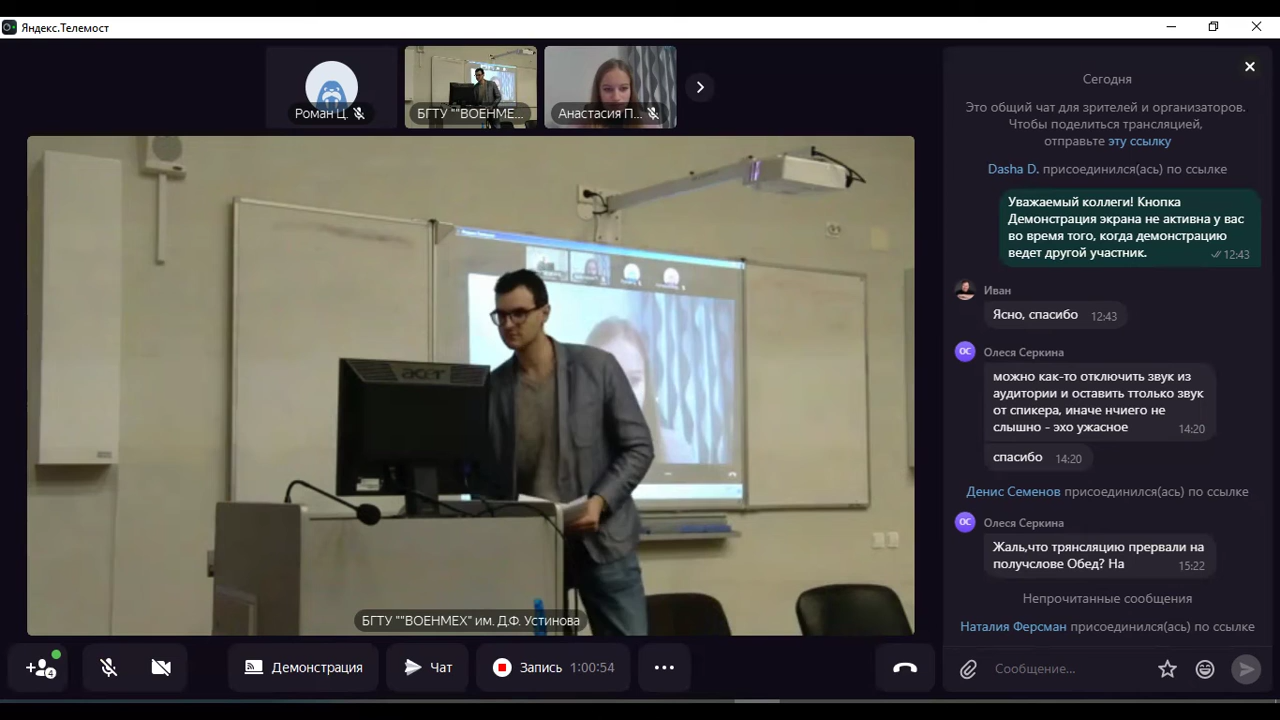 Яндекс.Телемост
Роман Ц.
БГТУ ""ВОЕНМЕ...
Анастасия П...
acer
БГТУ ""ВОЕНМЕХ" им. Д.Ф. Устинова
4
Демонстрация
Чат
Запись 1:00:54
Сегодня
Это общий чат для зрителей и организаторов.
Чтобы поделиться трансляцией,
отправьте эту ссылку
Dasha D. присоединился(ась) по ссылке
Уважаемый коллеги! Кнопка
Демонстрация экрана не активна у вас
во время того, когда демонстрацию
ведет другой участник.
12:43
Иван
Ясно, спасибо 12:43
ОС
Олеся Серкина
можно как-то отключить звук из
аудитории и оставить ттолько звук
от спикера, иначе нчиего не
слышно - эхо ужасное
14:20
спасибо 14:20
Денис Семенов присоединился(ась) по ссылке
ОС
Олеся Серкина
Жаль,что трянсляцию прервали на
получслове Обед? На 15:22
Непрочитанные сообщения
Наталия Ферсман присоединился(ась) по ссылке
Сообщение...